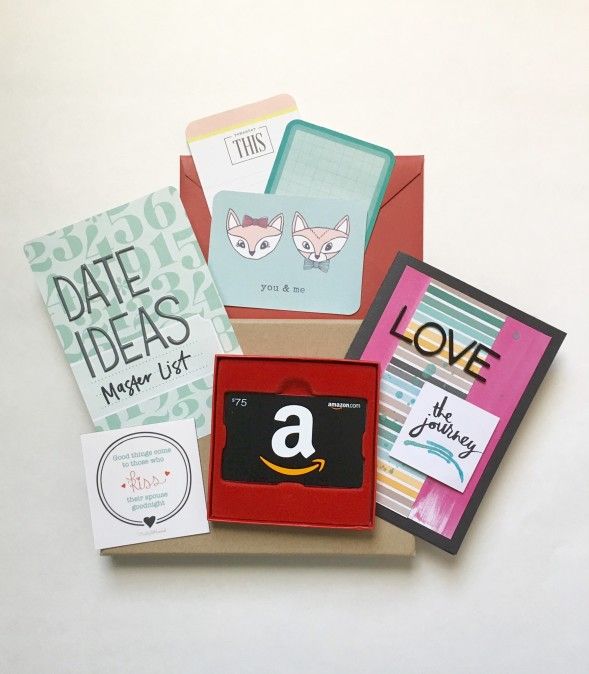 REMEMBER
THIS
you & me
DATE
IDEAS
Master List
LOVE
the
journey
$75
amazon.com
a
Good things come
to those who
kiss
their spouse
goodnight